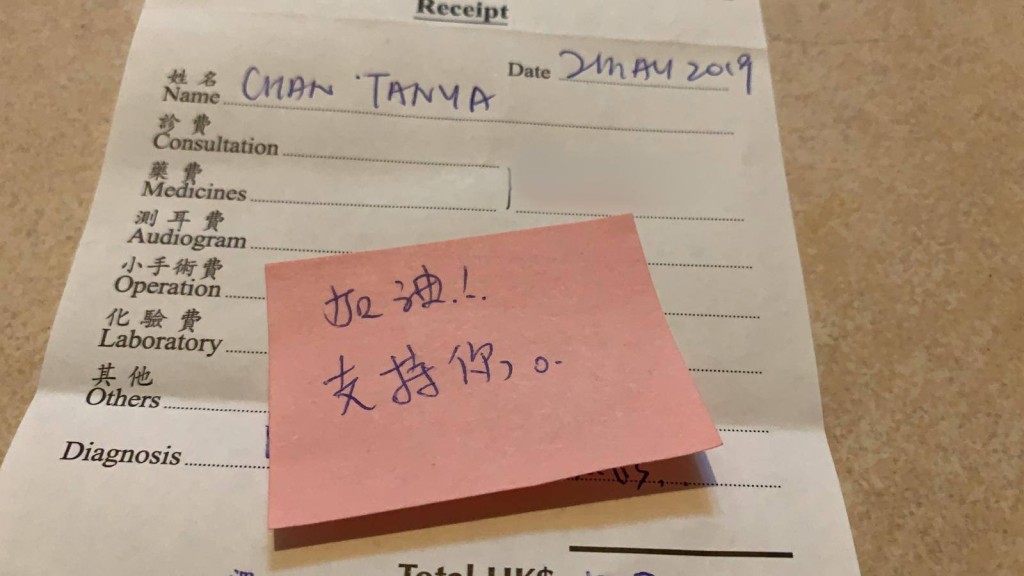 Receipt
姓名 Name CHAN TANYA Date 2 MAY 2019
診費
Consultation
藥費
Medicines
測耳費
Audiogram
小手術費
Operation
化驗費
Laboratory
其他
Others
Diagnosis
加油!!
支持你,
Total HK$